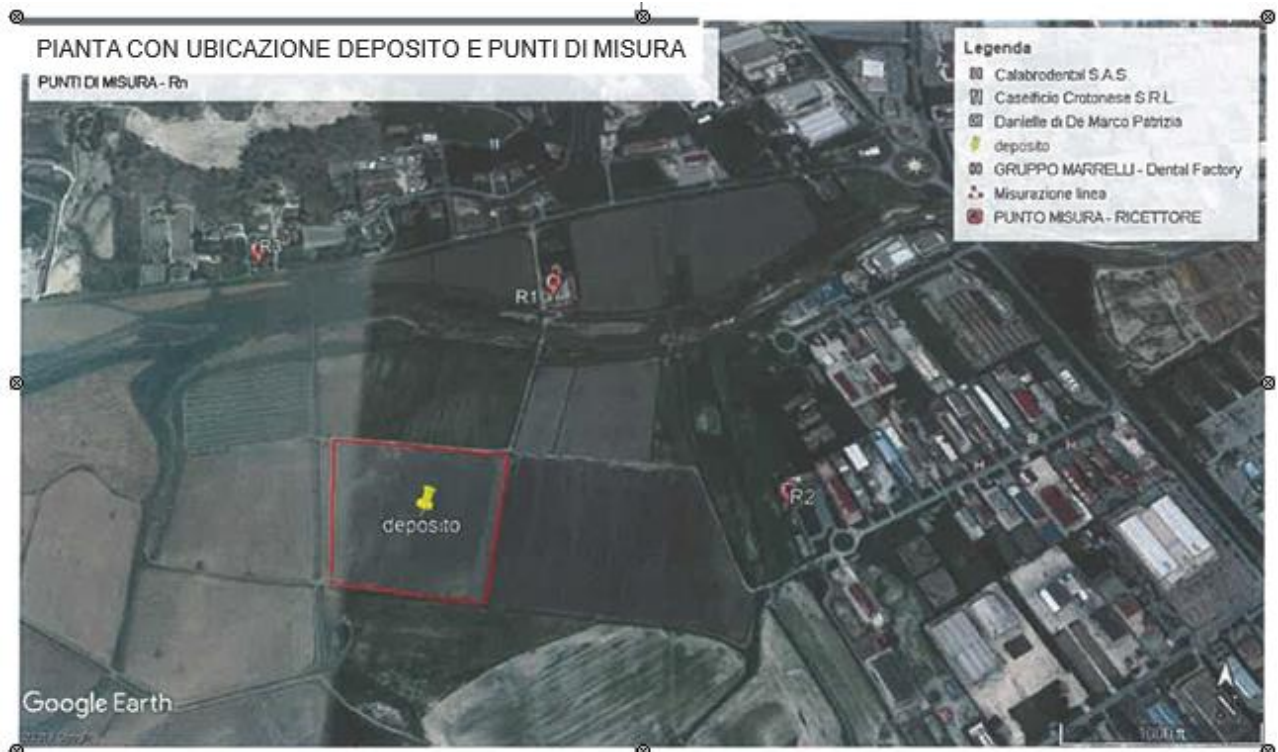 PIANTA CON UBICAZIONE DEPOSITO E PUNTI DI MISURA
PUNTI DI MISURA - Rn
Legenda
Calabrodental S.A.S.
Caseificio Crotonese S.R.L.
Danielle di De Marco Patrizia
deposito
GRUPPO MARRELLI - Dental Factory
Misurazione linea
PUNTO MISURA - RICETTORE
R3
R1
R2
deposito
Google Earth
N
1000 ft